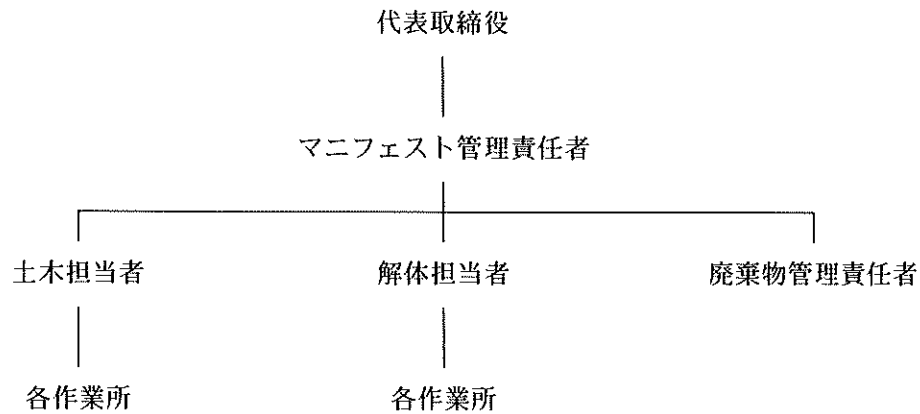 代表取締役
マニフェスト管理責任者
土木担当者
解体担当者
廃棄物管理責任者
各作業所
各作業所